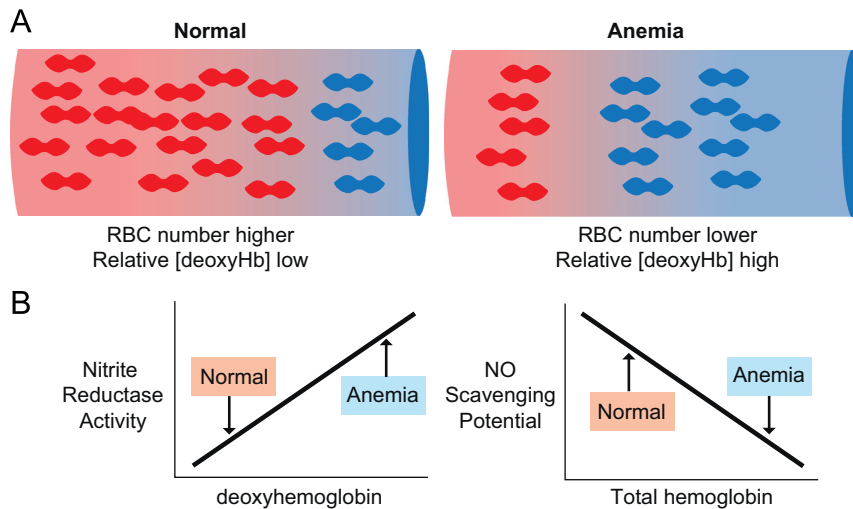 A
Normal
Anemia
RBC number higher
Relative [deoxyHb] low
RBC number lower
Relative [deoxyHb] high
B
Nitrite
Reductase
Activity
Normal
Anemia
deoxyhemoglobin
NO
Scavenging
Potential
Normal
Anemia
Total hemoglobin